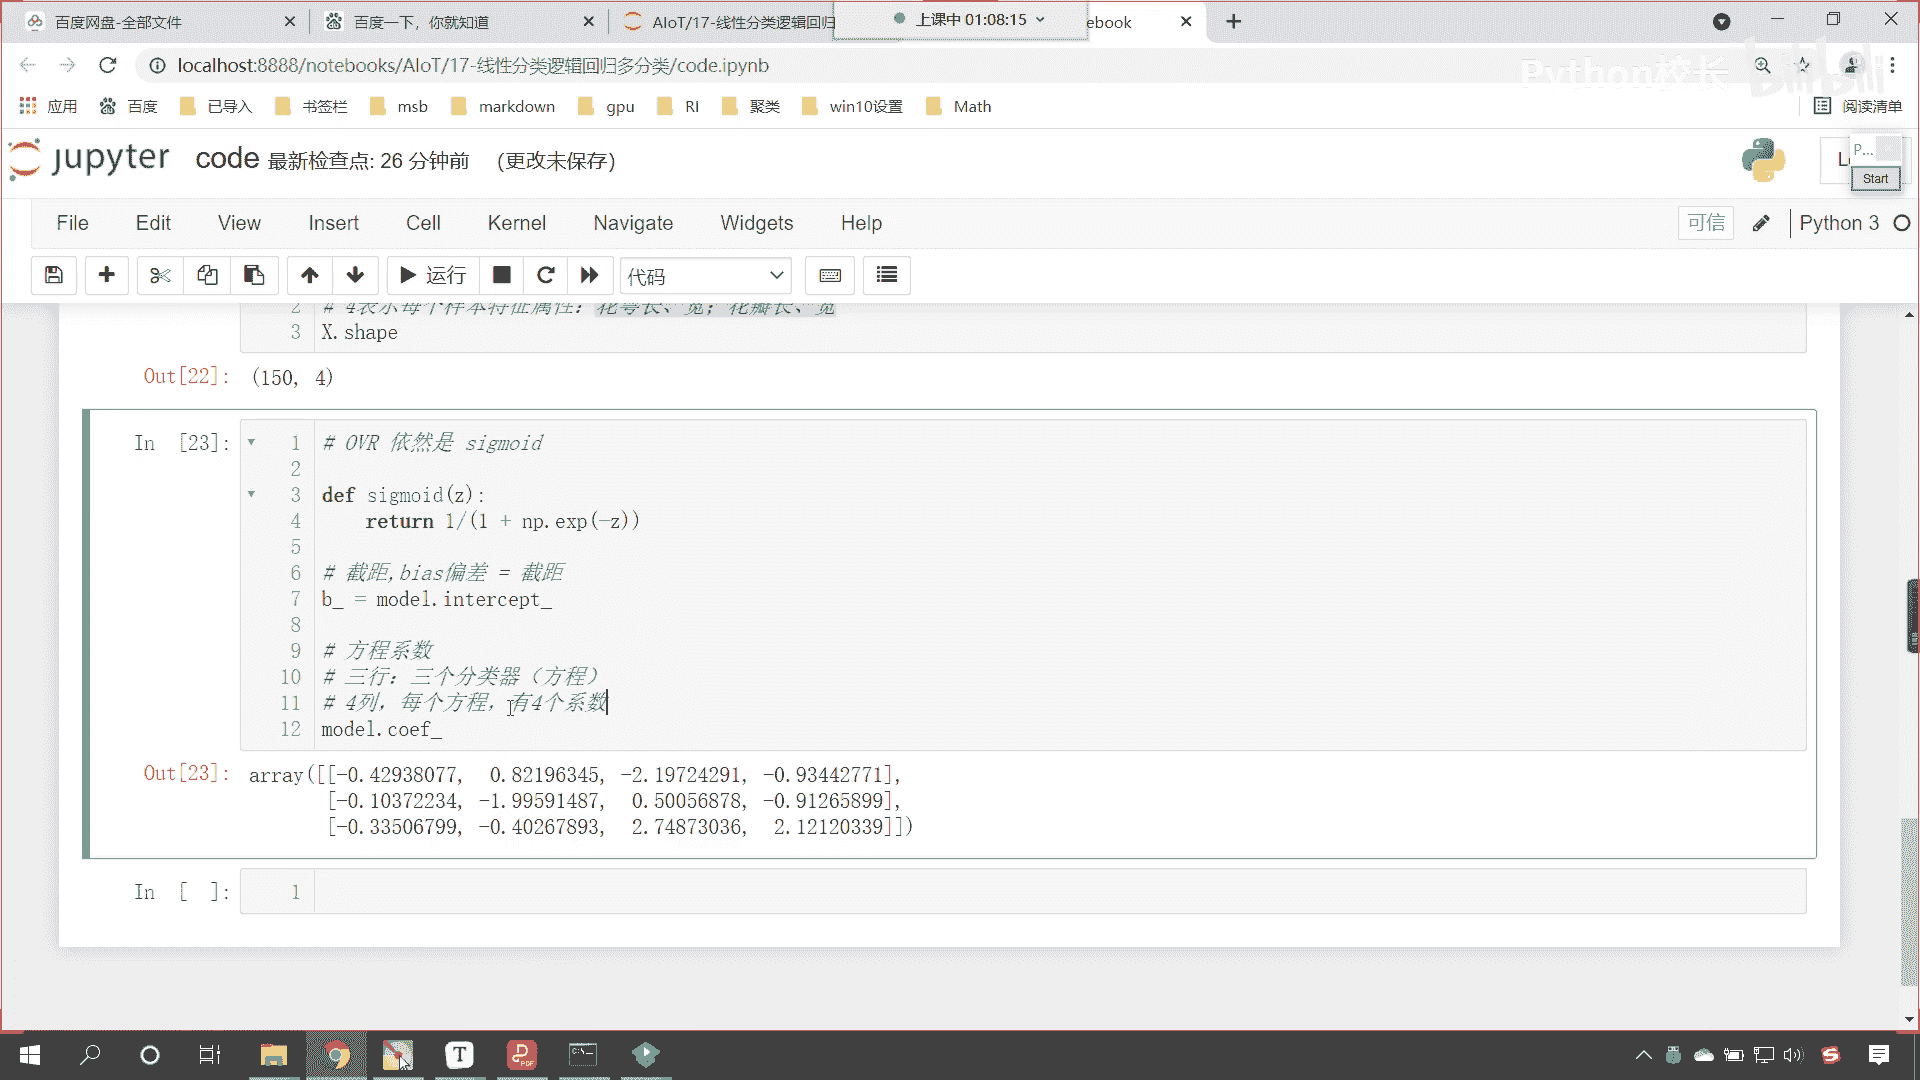 百度网盘-全部文件
百度一下，你就知道
AIoT/17-线性分类逻辑回归
上课中 01:08:15
ebook
localhost:8888/notebooks/AIoT/17-线性分类逻辑回归多分类/code.ipynb
Python校长
bilibili
应用 百度 已导入 书签栏 msb markdown gpu RI 聚类 win10设置 Math 阅读清单
jupyter code 最新检查点: 26 分钟前 (更改未保存)
P...
Start
File Edit View Insert Cell Kernel Navigate Widgets Help 可信 Python 3
运行 代码
2 # 4表示每个样本特征属性：花萼长、宽；花瓣长、宽
3 X.shape
Out[22]: (150, 4)
In [23]: 1 # OVR 依然是 sigmoid
2
3 def sigmoid(z):
4 return 1/(1 + np.exp(-z))
5
6 # 截距,bias偏差 = 截距
7 b_ = model.intercept_
8
9 # 方程系数
10 # 三行：三个分类器（方程）
11 # 4列，每个方程，有4个系数
12 model.coef_
Out[23]: array([[-0.42938077, 0.82196345, -2.19724291, -0.93442771],
[-0.10372234, -1.99591487, 0.50056878, -0.91265899],
[-0.33506799, -0.40267893, 2.74873036, 2.12120339]])
In [ ]: 1